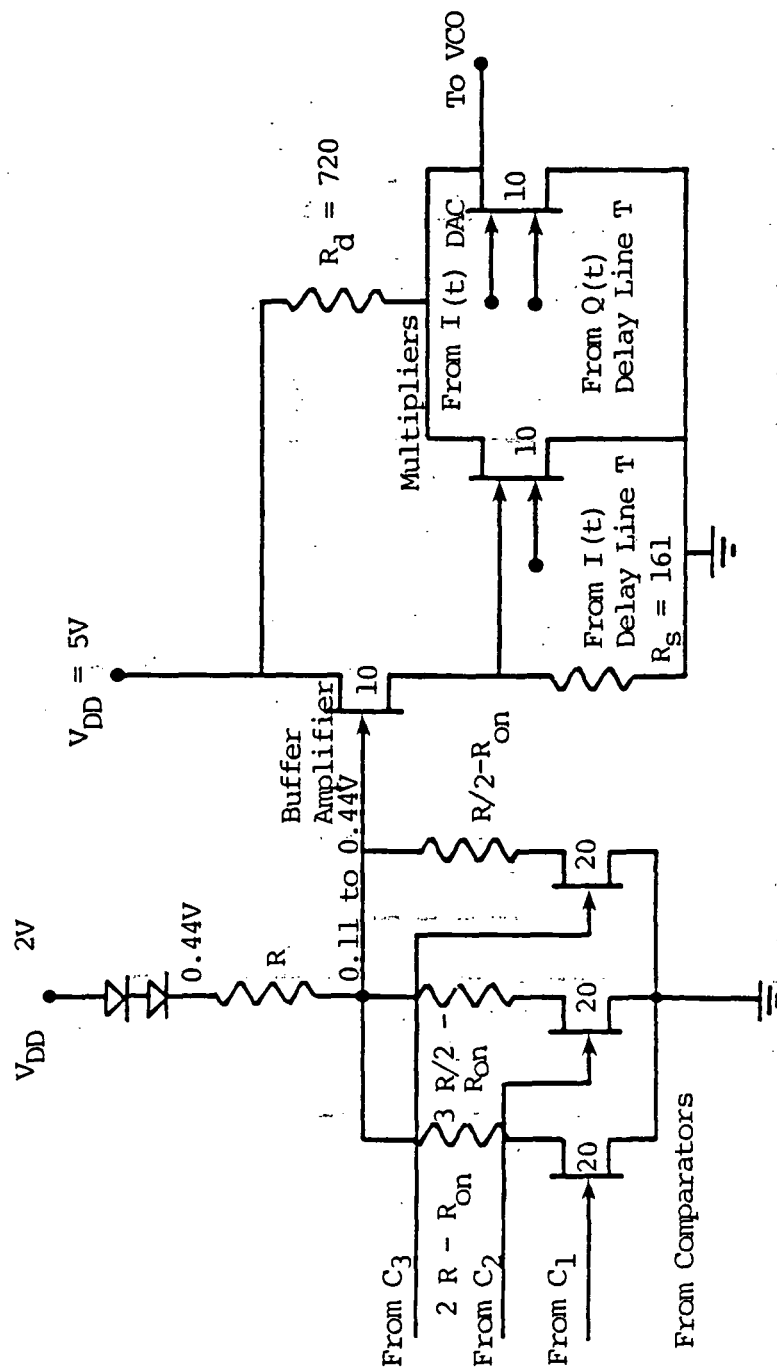 V_DD 2V
0.44V
R
V_DD = 5V
R_d = 720
Buffer
Amplifier
0.11 to 0.44V
10
Multipliers
From I(t) DAC
To VCO
10
10
From I(t)
Delay Line T
From Q(t)
Delay Line T
R_S = 161
R/2-R_on
3 R/2 -
R_on
2 R - R_on
From C_3
From C_2
From C_1
20
20
20
From Comparators